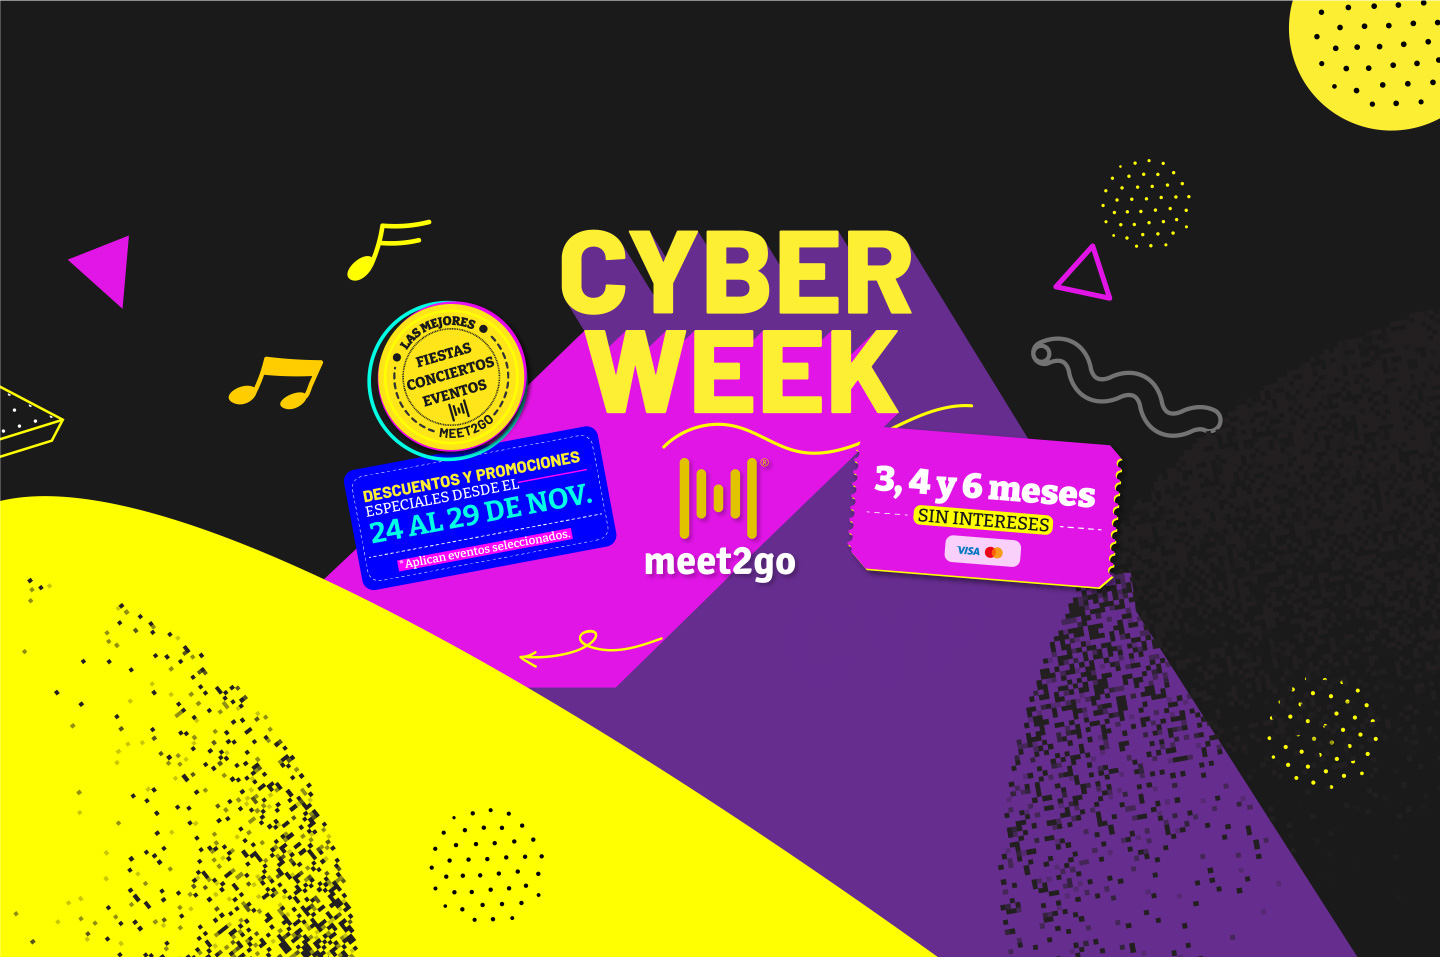 CYBER
WEEK
LAS MEJORES
FIESTAS
CONCIERTOS
EVENTOS
MEET2GO
DESCUENTOS Y PROMOCIONES
ESPECIALES DESDE EL
24 AL 29 DE NOV.
*Aplican eventos seleccionados.
®
meet2go
3, 4 y 6 meses
SIN INTERESES
VISA